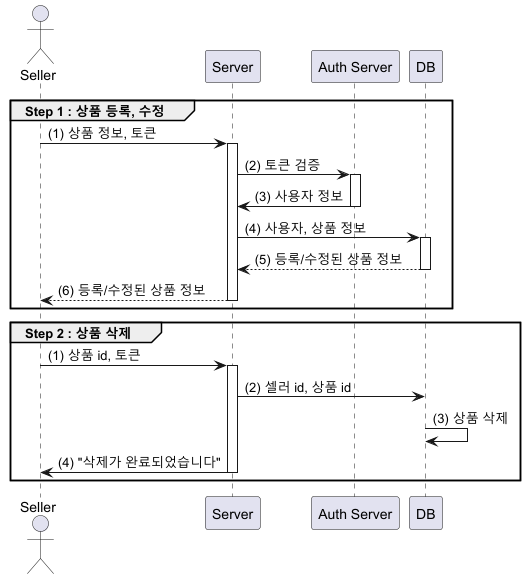 Seller
Server
Auth Server
DB
Step 1 : 상품 등록, 수정
(1) 상품 정보, 토큰
(2) 토큰 검증
(3) 사용자 정보
(4) 사용자, 상품 정보
(5) 등록/수정된 상품 정보
(6) 등록/수정된 상품 정보
Step 2 : 상품 삭제
(1) 상품 id, 토큰
(2) 셀러 id, 상품 id
(3) 상품 삭제
(4) "삭제가 완료되었습니다"
Seller
Server
Auth Server
DB